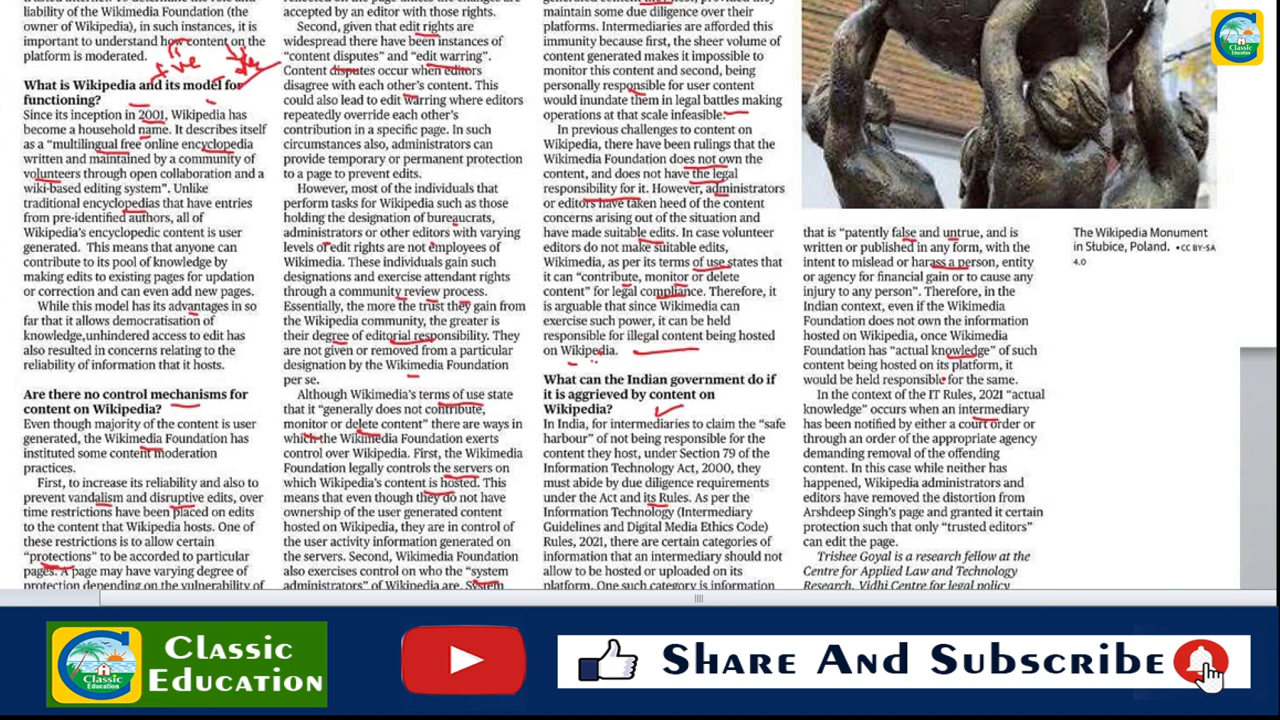 trusted internet. To determine the role and
liability of the Wikimedia Foundation (the
owner of Wikipedia), in such instances, it is
important to understand how content on the
platform is moderated.
What is Wikipedia and its model for
functioning?
Since its inception in 2001, Wikipedia has
become a household name. It describes itself
as a “multilingual free online encyclopedia
written and maintained by a community of
volunteers through open collaboration and a
wiki-based editing system”. Unlike
traditional encyclopedias that have entries
from pre-identified authors, all of
Wikipedia’s encyclopedic content is user
generated. This means that anyone can
contribute to its pool of knowledge by
making edits to existing pages for updation
or correction and can even add new pages.
While this model has its advantages in so
far that it allows democratisation of
knowledge,unhindered access to edit has
also resulted in concerns relating to the
reliability of information that it hosts.
Are there no control mechanisms for
content on Wikipedia?
Even though majority of the content is user
generated, the Wikimedia Foundation has
instituted some content moderation
practices.
First, to increase its reliability and also to
prevent vandalism and disruptive edits, over
time restrictions have been placed on edits
to the content that Wikipedia hosts. One of
these restrictions is to allow certain
“protections” to be accorded to particular
pages. A page may have varying degree of
protection depending on the vulnerability of
accepted by an editor with those rights.
Second, given that edit rights are
widespread there have been instances of
“content disputes” and “edit warring”.
Content disputes occur when editors
disagree with each other’s content. This
could also lead to edit warring where editors
repeatedly override each other’s
contribution in a specific page. In such
circumstances also, administrators can
provide temporary or permanent protection
to a page to prevent edits.
However, most of the individuals that
perform tasks for Wikipedia such as those
holding the designation of bureaucrats,
administrators or other editors with varying
levels of edit rights are not employees of
Wikimedia. These individuals gain such
designations and exercise attendant rights
through a community review process.
Essentially, the more the trust they gain from
the Wikipedia community, the greater is
their degree of editorial responsibility. They
are not given or removed from a particular
designation by the Wikimedia Foundation
per se.
Although Wikimedia’s terms of use state
that it “generally does not contribute,
monitor or delete content” there are ways in
which the Wikimedia Foundation exerts
control over Wikipedia. First, the Wikimedia
Foundation legally controls the servers on
which Wikipedia’s content is hosted. This
means that even though they do not have
ownership of the user generated content
hosted on Wikipedia, they are in control of
the user activity information generated on
the servers. Second, Wikimedia Foundation
also exercises control on who the “system
administrators” of Wikipedia are. System
maintain some due diligence over their
platforms. Intermediaries are afforded this
immunity because first, the sheer volume of
content generated makes it impossible to
monitor this content and second, being
personally responsible for user content
would inundate them in legal battles making
operations at that scale infeasible.
In previous challenges to content on
Wikipedia, there have been rulings that the
Wikimedia Foundation does not own the
content, and does not have the legal
responsibility for it. However, administrators
or editors have taken heed of the content
concerns arising out of the situation and
have made suitable edits. In case volunteer
editors do not make suitable edits,
Wikimedia, as per its terms of use states that
it can “contribute, monitor or delete
content” for legal compliance. Therefore, it
is arguable that since Wikimedia can
exercise such power, it can be held
responsible for illegal content being hosted
on Wikipedia.
What can the Indian government do if
it is aggrieved by content on
Wikipedia?
In India, for intermediaries to claim the “safe
harbour” of not being responsible for the
content they host, under Section 79 of the
Information Technology Act, 2000, they
must abide by due diligence requirements
under the Act and its Rules. As per the
Information Technology (Intermediary
Guidelines and Digital Media Ethics Code)
Rules, 2021, there are certain categories of
information that an intermediary should not
allow to be hosted or uploaded on its
platform. One such category is information
that is “patently false and untrue, and is
written or published in any form, with the
intent to mislead or harass a person, entity
or agency for financial gain or to cause any
injury to any person”. Therefore, in the
Indian context, even if the Wikimedia
Foundation does not own the information
hosted on Wikipedia, once Wikimedia
Foundation has “actual knowledge” of such
content being hosted on its platform, it
would be held responsible for the same.
In the context of the IT Rules, 2021 “actual
knowledge” occurs when an intermediary
has been notified by either a court order or
through an order of the appropriate agency
demanding removal of the offending
content. In this case while neither has
happened, Wikipedia administrators and
editors have removed the distortion from
Arshdeep Singh’s page and granted it certain
protection such that only “trusted editors”
can edit the page.
Trishee Goyal is a research fellow at the
Centre for Applied Law and Technology
Research, Vidhi Centre for legal policy
The Wikipedia Monument
in Stubice, Poland. •CC BY-SA
4.0
Classic
Education
Classic
Education
Classic
Education
Share And Subscribe